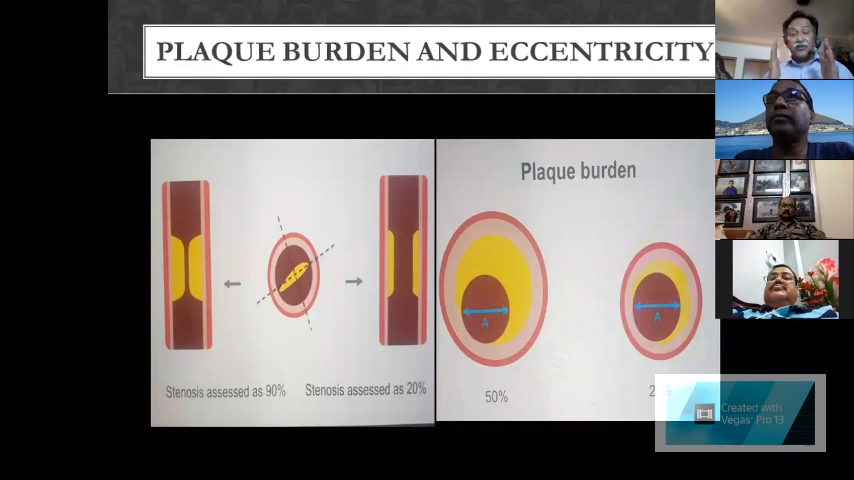 PLAQUE BURDEN AND ECCENTRICITY
Stenosis assessed as 90%
Stenosis assessed as 20%
Plaque burden
A
A
50%
Created with
Vegas Pro 13